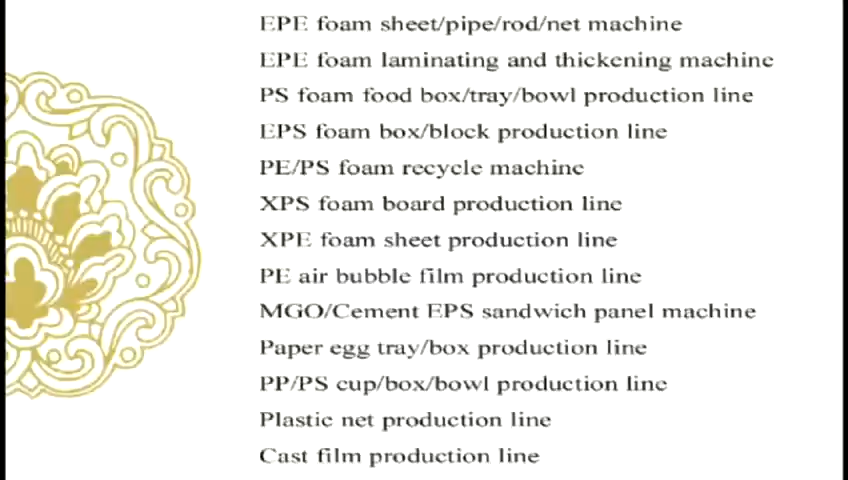 EPE foam sheet/pipe/rod/net machine
EPE foam laminating and thickening machine
PS foam food box/tray/bowl production line
EPS foam box/block production line
PE/PS foam recycle machine
XPS foam board production line
XPE foam sheet production line
PE air bubble film production line
MGO/Cement EPS sandwich panel machine
Paper egg tray/box production line
PP/PS cup/box/bowl production line
Plastic net production line
Cast film production line